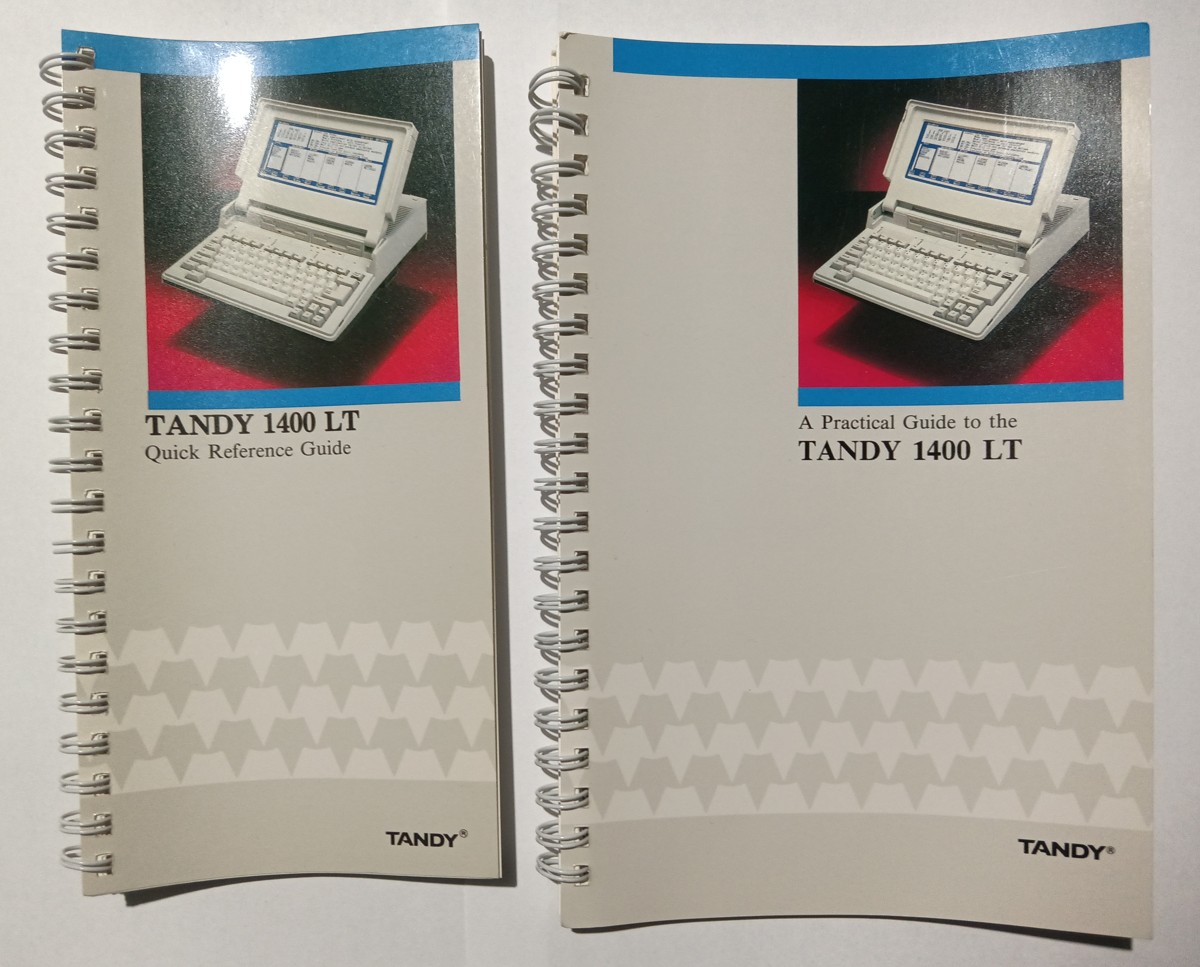 TANDY 1400 LT
Quick Reference Guide
TANDY®
A Practical Guide to the
TANDY 1400 LT
TANDY®